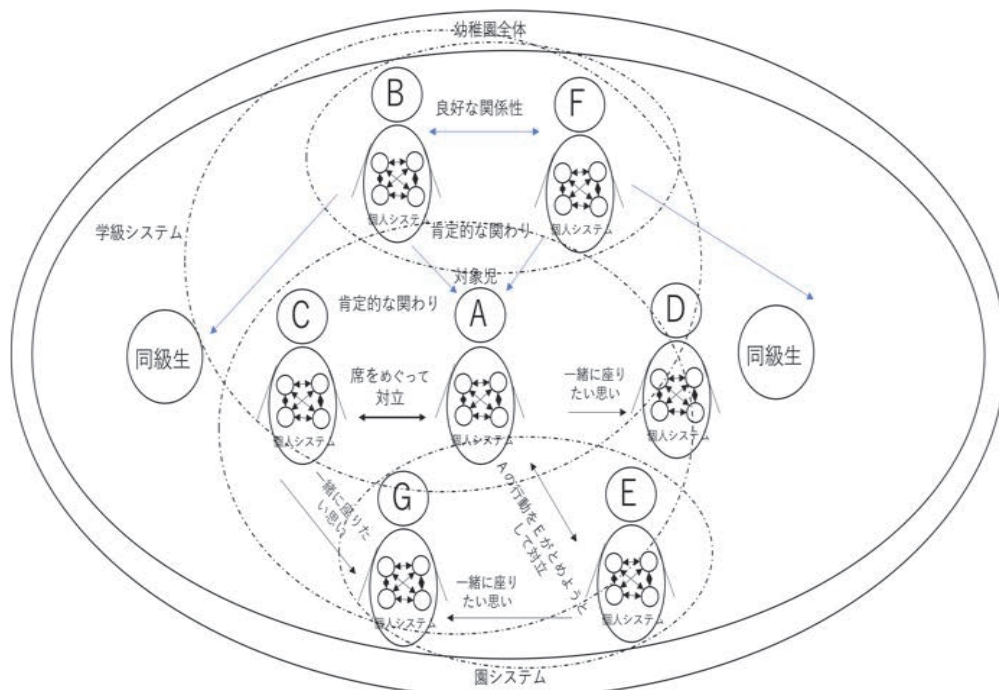 幼稚園全体
B
F
良好な関係性
個人システム
個人システム
学級システム
肯定的な関わり
対象児
肯定的な関わり
C
A
D
同級生
同級生
席をめぐって
対立
一緒に座り
たい思い
個人システム
個人システム
個人システム
一緒に座りた
い思い
Aの行動をEがとめようと
して対立
G
E
一緒に座り
たい思い
個人システム
個人システム
園システム